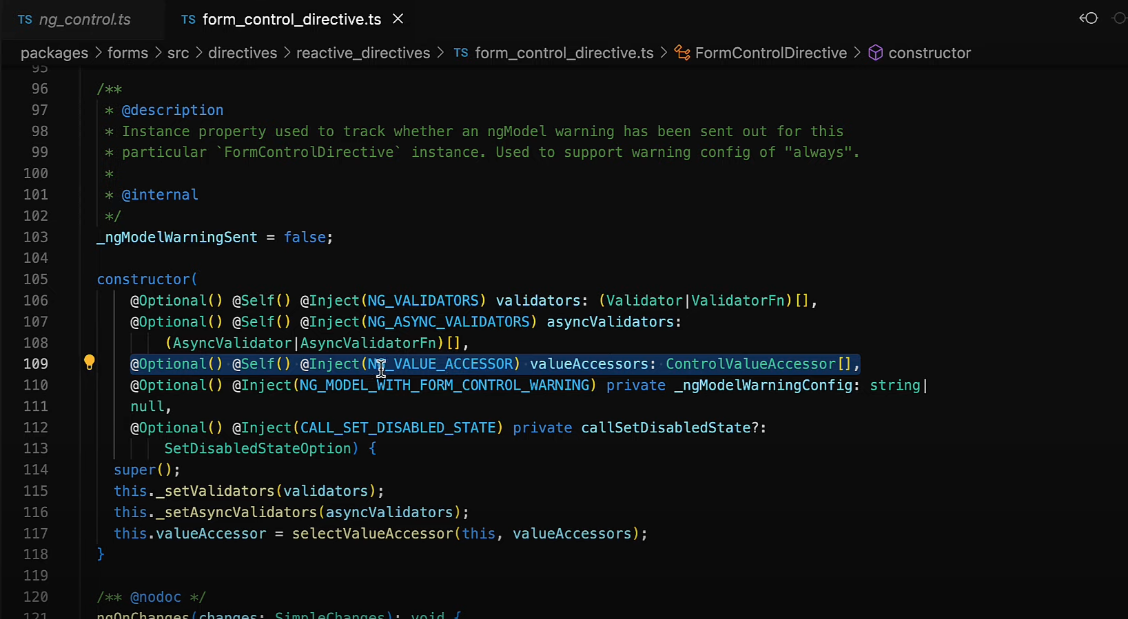 TS ng_control.ts TS form_control_directive.ts
packages > forms > src > directives > reactive_directives > TS form_control_directive.ts > FormControlDirective > constructor
95
96 /**
97 * @description
98 * Instance property used to track whether an ngModel warning has been sent out for this
99 * particular `FormControlDirective` instance. Used to support warning config of "always".
100 *
101 * @internal
102 */
103 _ngModelWarningSent = false;
104
105 constructor(
106 @Optional() @Self() @Inject(NG_VALIDATORS) validators: (Validator|ValidatorFn)[],
107 @Optional() @Self() @Inject(NG_ASYNC_VALIDATORS) asyncValidators:
108 (AsyncValidator|AsyncValidatorFn)[],
109 @Optional() @Self() @Inject(NG_VALUE_ACCESSOR) valueAccessors: ControlValueAccessor[],
110 @Optional() @Inject(NG_MODEL_WITH_FORM_CONTROL_WARNING) private _ngModelWarningConfig: string|
111 null,
112 @Optional() @Inject(CALL_SET_DISABLED_STATE) private callSetDisabledState?:
113 SetDisabledStateOption) {
114 super();
115 this._setValidators(validators);
116 this._setAsyncValidators(asyncValidators);
117 this.valueAccessor = selectValueAccessor(this, valueAccessors);
118 }
119
120 /** @nodoc */
121 ngOnChanges(changes: SimpleChanges): void {